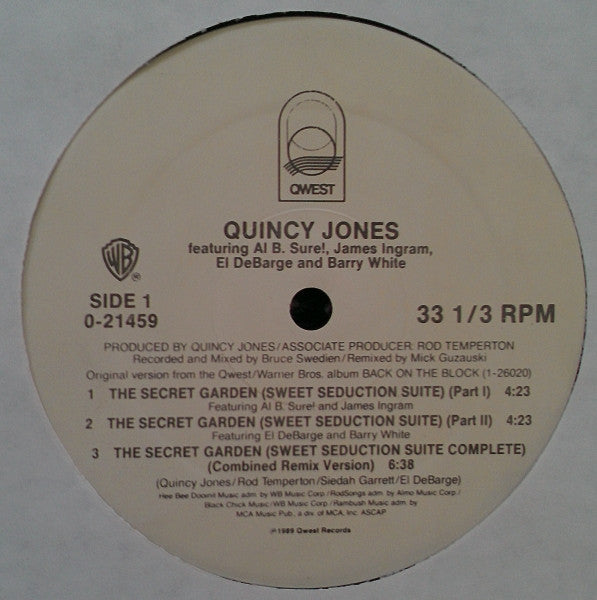 QWEST
QUINCY JONES
featuring Al B. Sure!, James Ingram,
El DeBarge and Barry White
WB ®
SIDE 1
0-21459
33 1/3 RPM
PRODUCED BY QUINCY JONES/ASSOCIATE PRODUCER: ROD TEMPERTON
Recorded and Mixed by Bruce Swedien/Remixed by Mick Guzauski
Original version from the Qwest/Warner Bros. album BACK ON THE BLOCK (1-26020)
1 THE SECRET GARDEN (SWEET SEDUCTION SUITE) (Part I) 4:23
Featuring Al B. Sure! and James Ingram
2 THE SECRET GARDEN (SWEET SEDUCTION SUITE) (Part II) 4:23
Featuring El DeBarge and Barry White
3 THE SECRET GARDEN (SWEET SEDUCTION SUITE COMPLETE)
(Combined Remix Version) 6:38
(Quincy Jones/Rod Temperton/Siedah Garrett/El DeBarge)
Hee Bee Dooinit Music adm. by WB Music Corp./RodSongs adm. by Almo Music Corp./
Black Chick Music/WB Music Corp./Rambush Music adm. by
MCA Music Pub., a div. of MCA, Inc. ASCAP
℗1989 Qwest Records